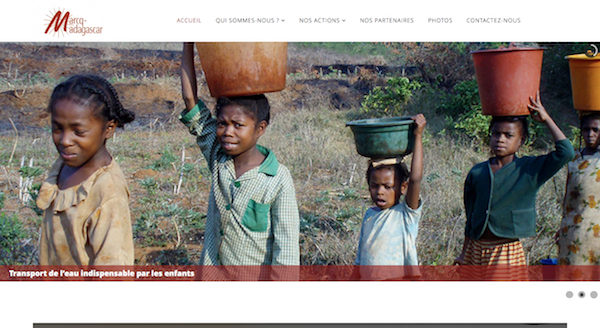 Marcq-
Madagascar
ACCUEIL QUI SOMMES-NOUS ? NOS ACTIONS NOS PARTENAIRES PHOTOS CONTACTEZ-NOUS
Transport de l'eau indispensable par les enfants